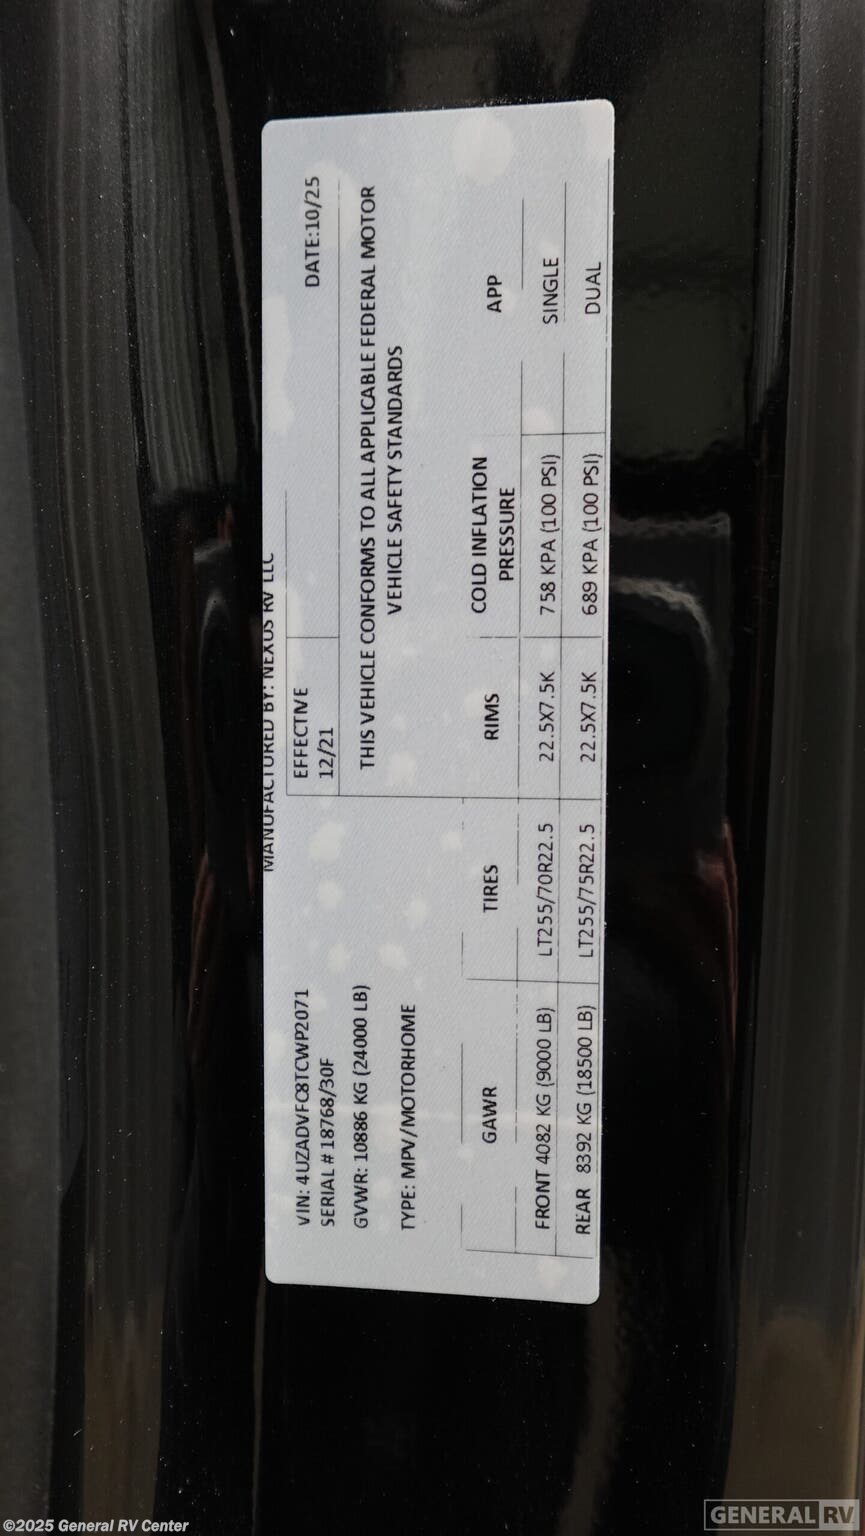 MANUFACTURED BY: NEXUS RV LLC
EFFECTIVE
12/21
DATE:10/25
VIN: 4UZADVFC8TCWP2071
SERIAL # 18768/30F
GVWR: 10886 KG (24000 LB)
TYPE: MPV/MOTORHOME
THIS VEHICLE CONFORMS TO ALL APPLICABLE FEDERAL MOTOR
VEHICLE SAFETY STANDARDS
GAWR TIRES RIMS COLD INFLATION PRESSURE APP
FRONT 4082 KG (9000 LB) LT255/70R22.5 22.5X7.5K 758 KPA (100 PSI) SINGLE
REAR 8392 KG (18500 LB) LT255/75R22.5 22.5X7.5K 689 KPA (100 PSI) DUAL
©2025 General RV Center
GENERAL RV